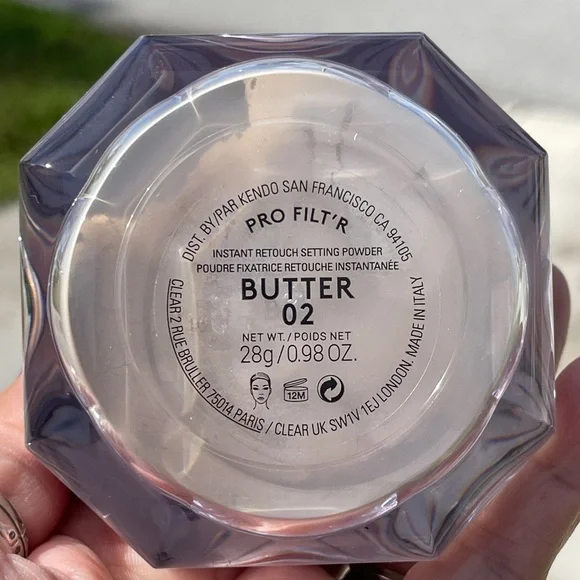 DIST. BY/PAR KENDO SAN FRANCISCO CA 94105
PRO FILT'R
INSTANT RETOUCH SETTING POWDER
POUDRE FIXATRICE RETOUCHE INSTANTANÉE
BUTTER
02
NET WT./POIDS NET
28g/0.98 OZ.
12M
CLEAR 2 RUE BRULLER 75014 PARIS / CLEAR UK SW1V 1EJ LONDON. MADE IN ITALY